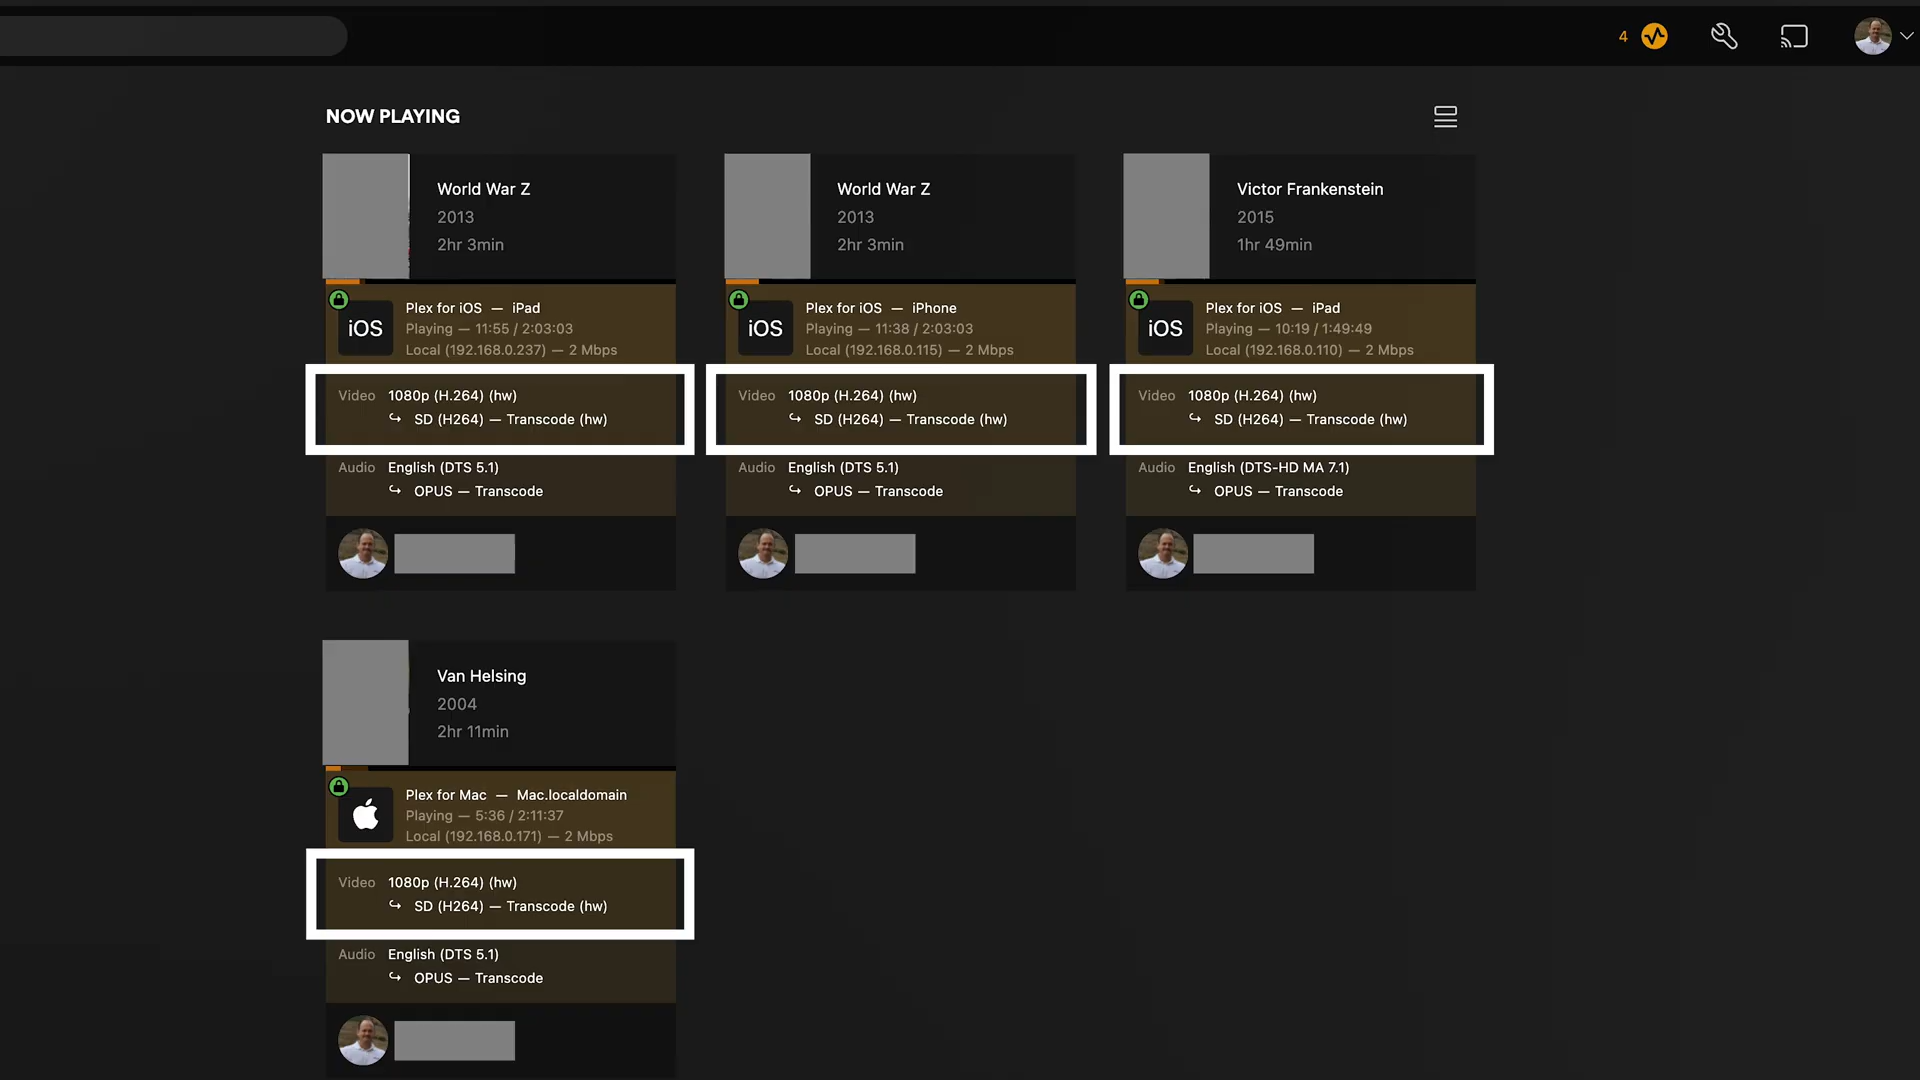 4
NOW PLAYING
World War Z
2013
2hr 3min
iOS
Plex for iOS — iPad
Playing — 11:55 / 2:03:03
Local (192.168.0.237) — 2 Mbps
Video 1080p (H.264) (hw)
↪ SD (H264) — Transcode (hw)
Audio English (DTS 5.1)
↪ OPUS — Transcode
World War Z
2013
2hr 3min
iOS
Plex for iOS — iPhone
Playing — 11:38 / 2:03:03
Local (192.168.0.115) — 2 Mbps
Video 1080p (H.264) (hw)
↪ SD (H264) — Transcode (hw)
Audio English (DTS 5.1)
↪ OPUS — Transcode
Victor Frankenstein
2015
1hr 49min
iOS
Plex for iOS — iPad
Playing — 10:19 / 1:49:49
Local (192.168.0.110) — 2 Mbps
Video 1080p (H.264) (hw)
↪ SD (H264) — Transcode (hw)
Audio English (DTS-HD MA 7.1)
↪ OPUS — Transcode
Van Helsing
2004
2hr 11min
Plex for Mac — Mac.localdomain
Playing — 5:36 / 2:11:37
Local (192.168.0.171) — 2 Mbps
Video 1080p (H.264) (hw)
↪ SD (H264) — Transcode (hw)
Audio English (DTS 5.1)
↪ OPUS — Transcode